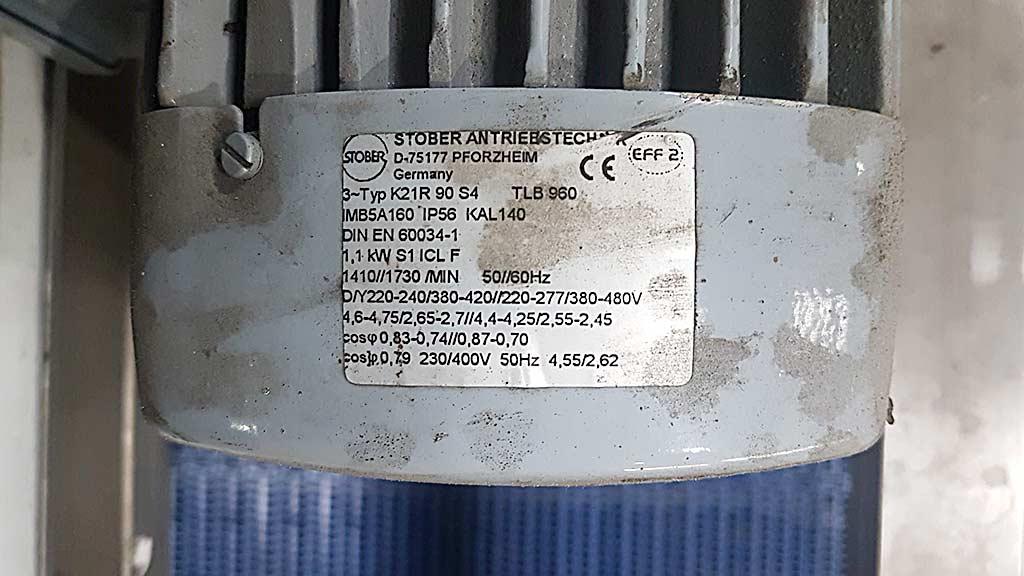 STOBER
STOBER ANTRIEBSTECHNIK
D-75177 PFORZHEIM
Germany
CE
EFF 2
3~Typ K21R 90 S4 TLB 960
IMB5A160 IP56 KAL140
DIN EN 60034-1
1,1 kW S1 ICL F
1410//1730 /MIN 50//60Hz
D/Y220-240/380-420//220-277/380-480V
4,6-4,75/2,65-2,7//4,4-4,25/2,55-2,45
cosφ 0,83-0,74//0,87-0,70
cosφ 0,79 230/400V 50Hz 4,55/2,62